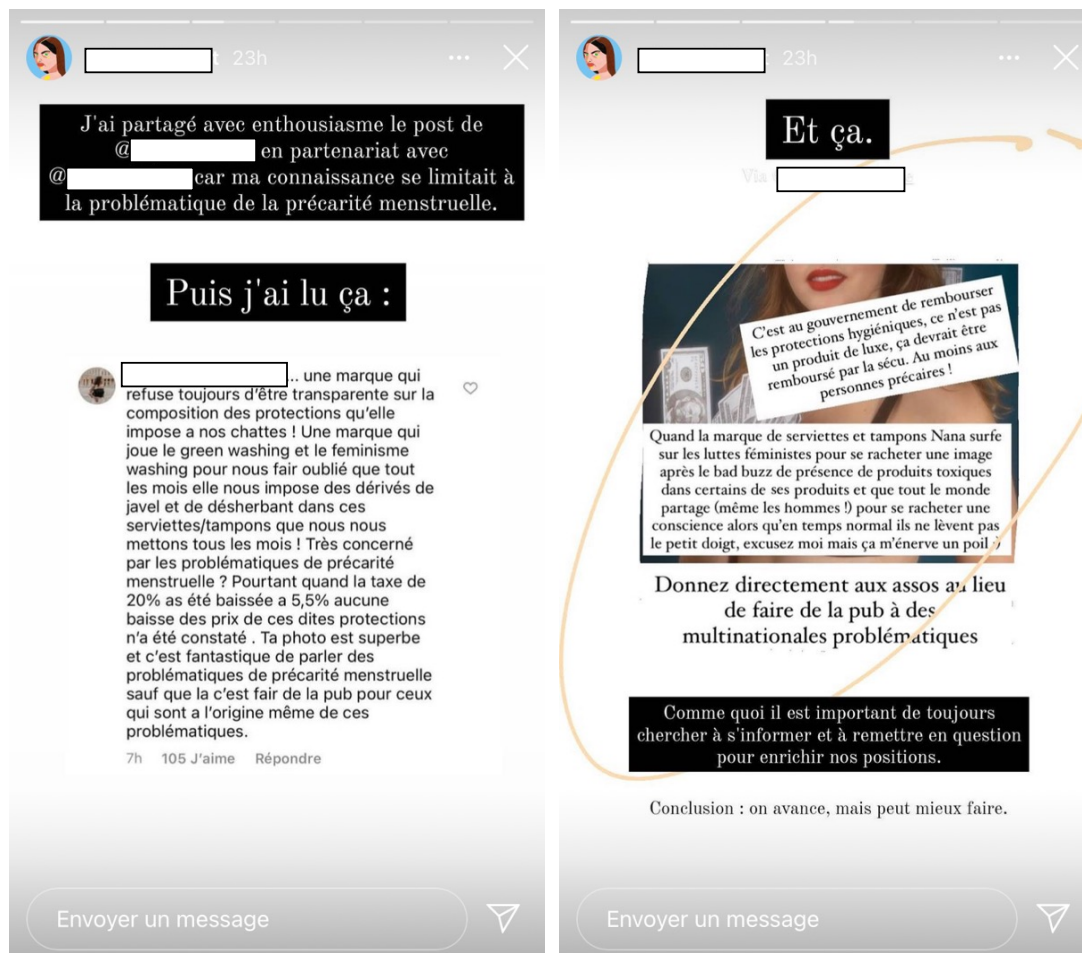 23h
J'ai partagé avec enthousiasme le post de
@ en partenariat avec
@ car ma connaissance se limitait à
la problématique de la précarité menstruelle.
Puis j'ai lu ça :
... une marque qui
refuse toujours d'être transparente sur la
composition des protections qu'elle
impose a nos chattes ! Une marque qui
joue le green washing et le feminisme
washing pour nous fair oublié que tout
les mois elle nous impose des dérivés de
javel et de désherbant dans ces
serviettes/tampons que nous nous
mettons tous les mois ! Très concerné
par les problématiques de précarité
menstruelle ? Pourtant quand la taxe de
20% as été baissée a 5,5% aucune
baisse des prix de ces dites protections
n'a été constaté . Ta photo est superbe
et c'est fantastique de parler des
problématiques de précarité menstruelle
sauf que la c'est fair de la pub pour ceux
qui sont a l'origine même de ces
problématiques.
7h 105 J'aime Répondre
Envoyer un message
23h
Et ça.
Via
C'est au gouvernement de rembourser
les protections hygiéniques, ce n'est pas
un produit de luxe, ça devrait être
remboursé par la sécu. Au moins aux
personnes précaires !
Quand la marque de serviettes et tampons Nana surfe
sur les luttes féministes pour se racheter une image
après le bad buzz de présence de produits toxiques
dans certains de ses produits et que tout le monde
partage (même les hommes !) pour se racheter une
conscience alors qu'en temps normal ils ne lèvent pas
le petit doigt, excusez moi mais ça m'énerve un poil :)
Donnez directement aux assos au lieu
de faire de la pub à des
multinationales problématiques
Comme quoi il est important de toujours
chercher à s'informer et à remettre en question
pour enrichir nos positions.
Conclusion : on avance, mais peut mieux faire.
Envoyer un message